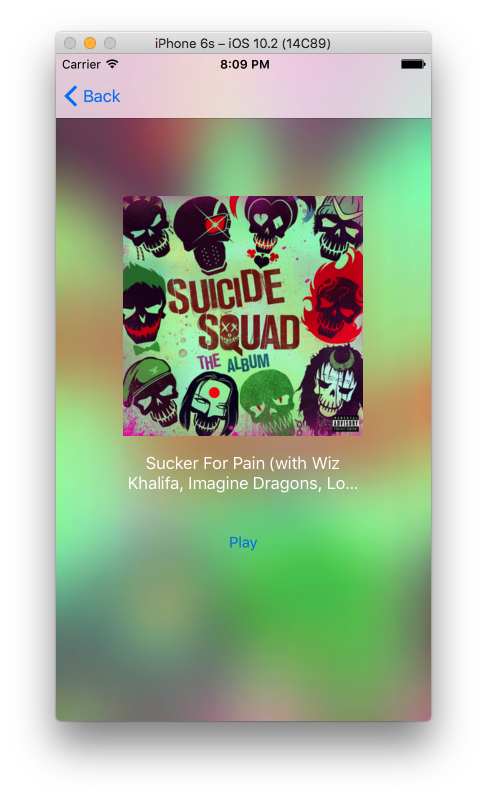 iPhone 6s – iOS 10.2 (14C89)
Carrier 8:09 PM
Back
SUICIDE
SQUAD
THE ALBUM
PARENTAL
ADVISORY
EXPLICIT CONTENT
Sucker For Pain (with Wiz
Khalifa, Imagine Dragons, Lo...
Play